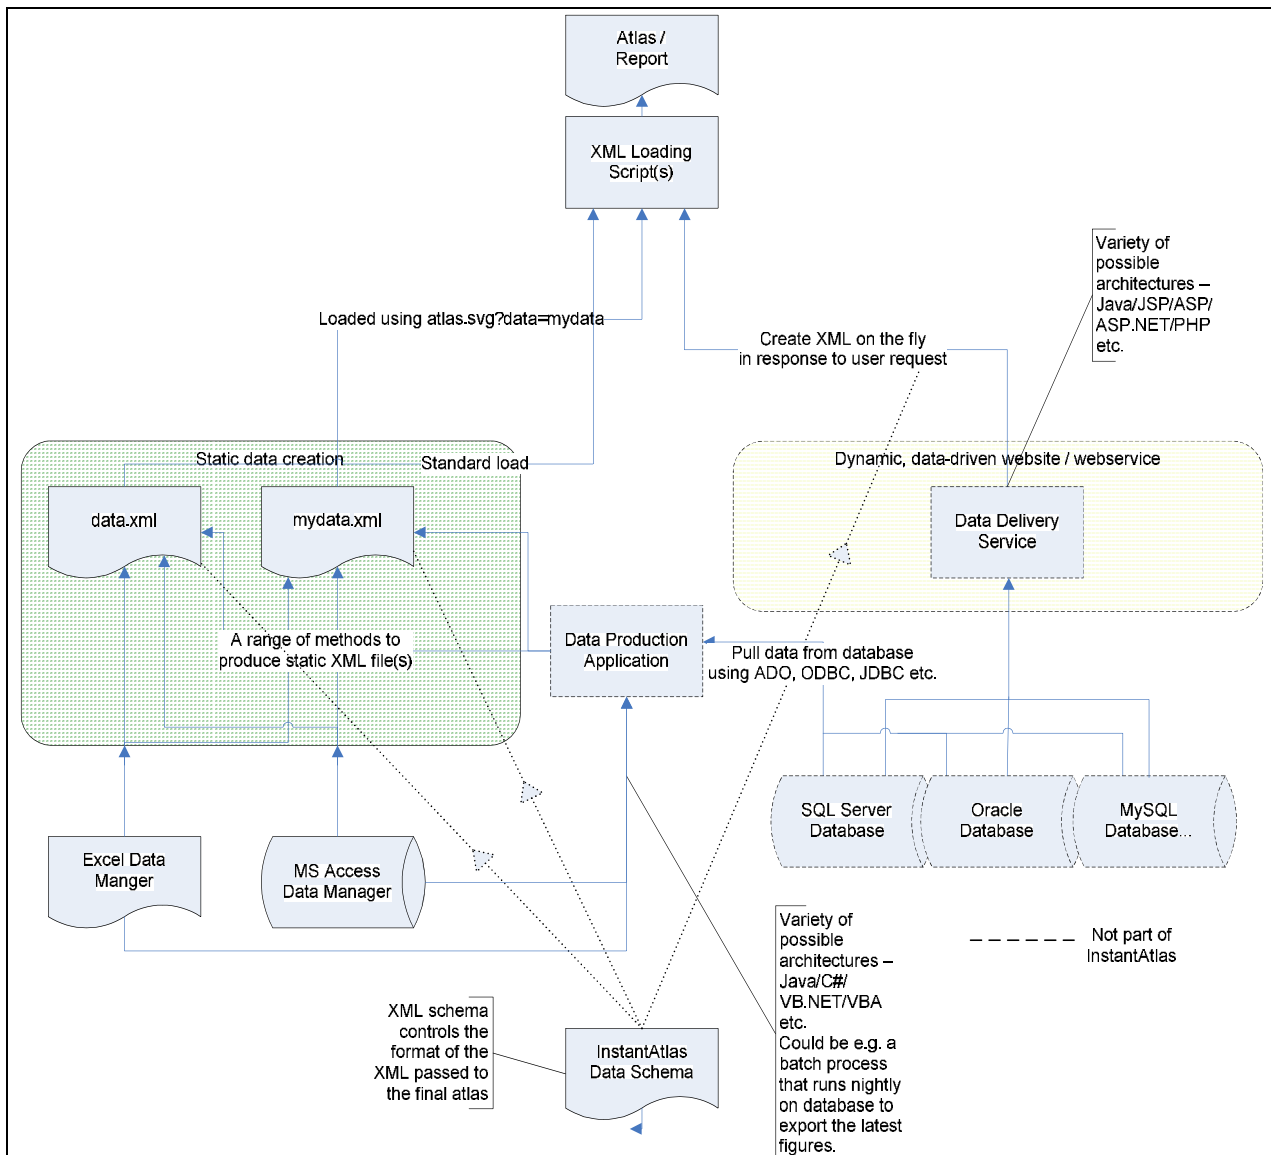 Atlas /
Report
XML Loading
Script(s)
Variety of
possible
architectures –
Java/JSP/ASP/
ASP.NET/PHP
etc.
Loaded using atlas.svg?data=mydata
Create XML on the fly
in response to user request
Static data creation
Standard load
Dynamic, data-driven website / webservice
data.xml
mydata.xml
Data Delivery
Service
A range of methods to
produce static XML file(s)
Data Production
Application
Pull data from database
using ADO, ODBC, JDBC etc.
SQL Server
Database
Oracle
Database
MySQL
Database...
Excel Data
Manger
MS Access
Data Manager
Variety of
possible
architectures –
Java/C#/
VB.NET/VBA
etc.
Could be e.g. a
batch process
that runs nightly
on database to
export the latest
figures.
Not part of
InstantAtlas
XML schema
controls the
format of the
XML passed to
the final atlas
InstantAtlas
Data Schema